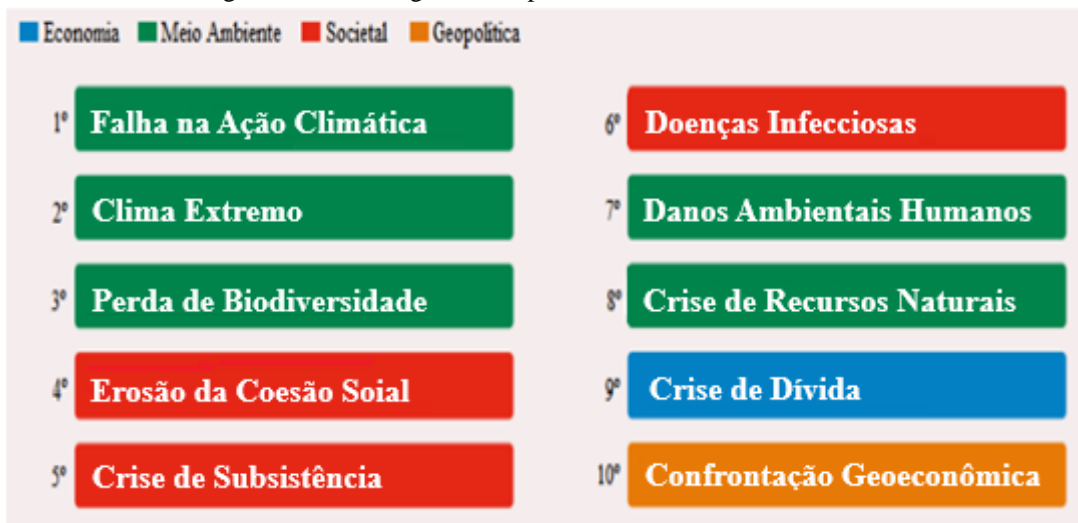 Economia Meio Ambiente Societal Geopolítica
1º Falha na Ação Climática
2º Clima Extremo
3º Perda de Biodiversidade
4º Erosão da Coesão Soial
5º Crise de Subsistência
6º Doenças Infecciosas
7º Danos Ambientais Humanos
8º Crise de Recursos Naturais
9º Crise de Dívida
10º Confrontação Geoeconômica